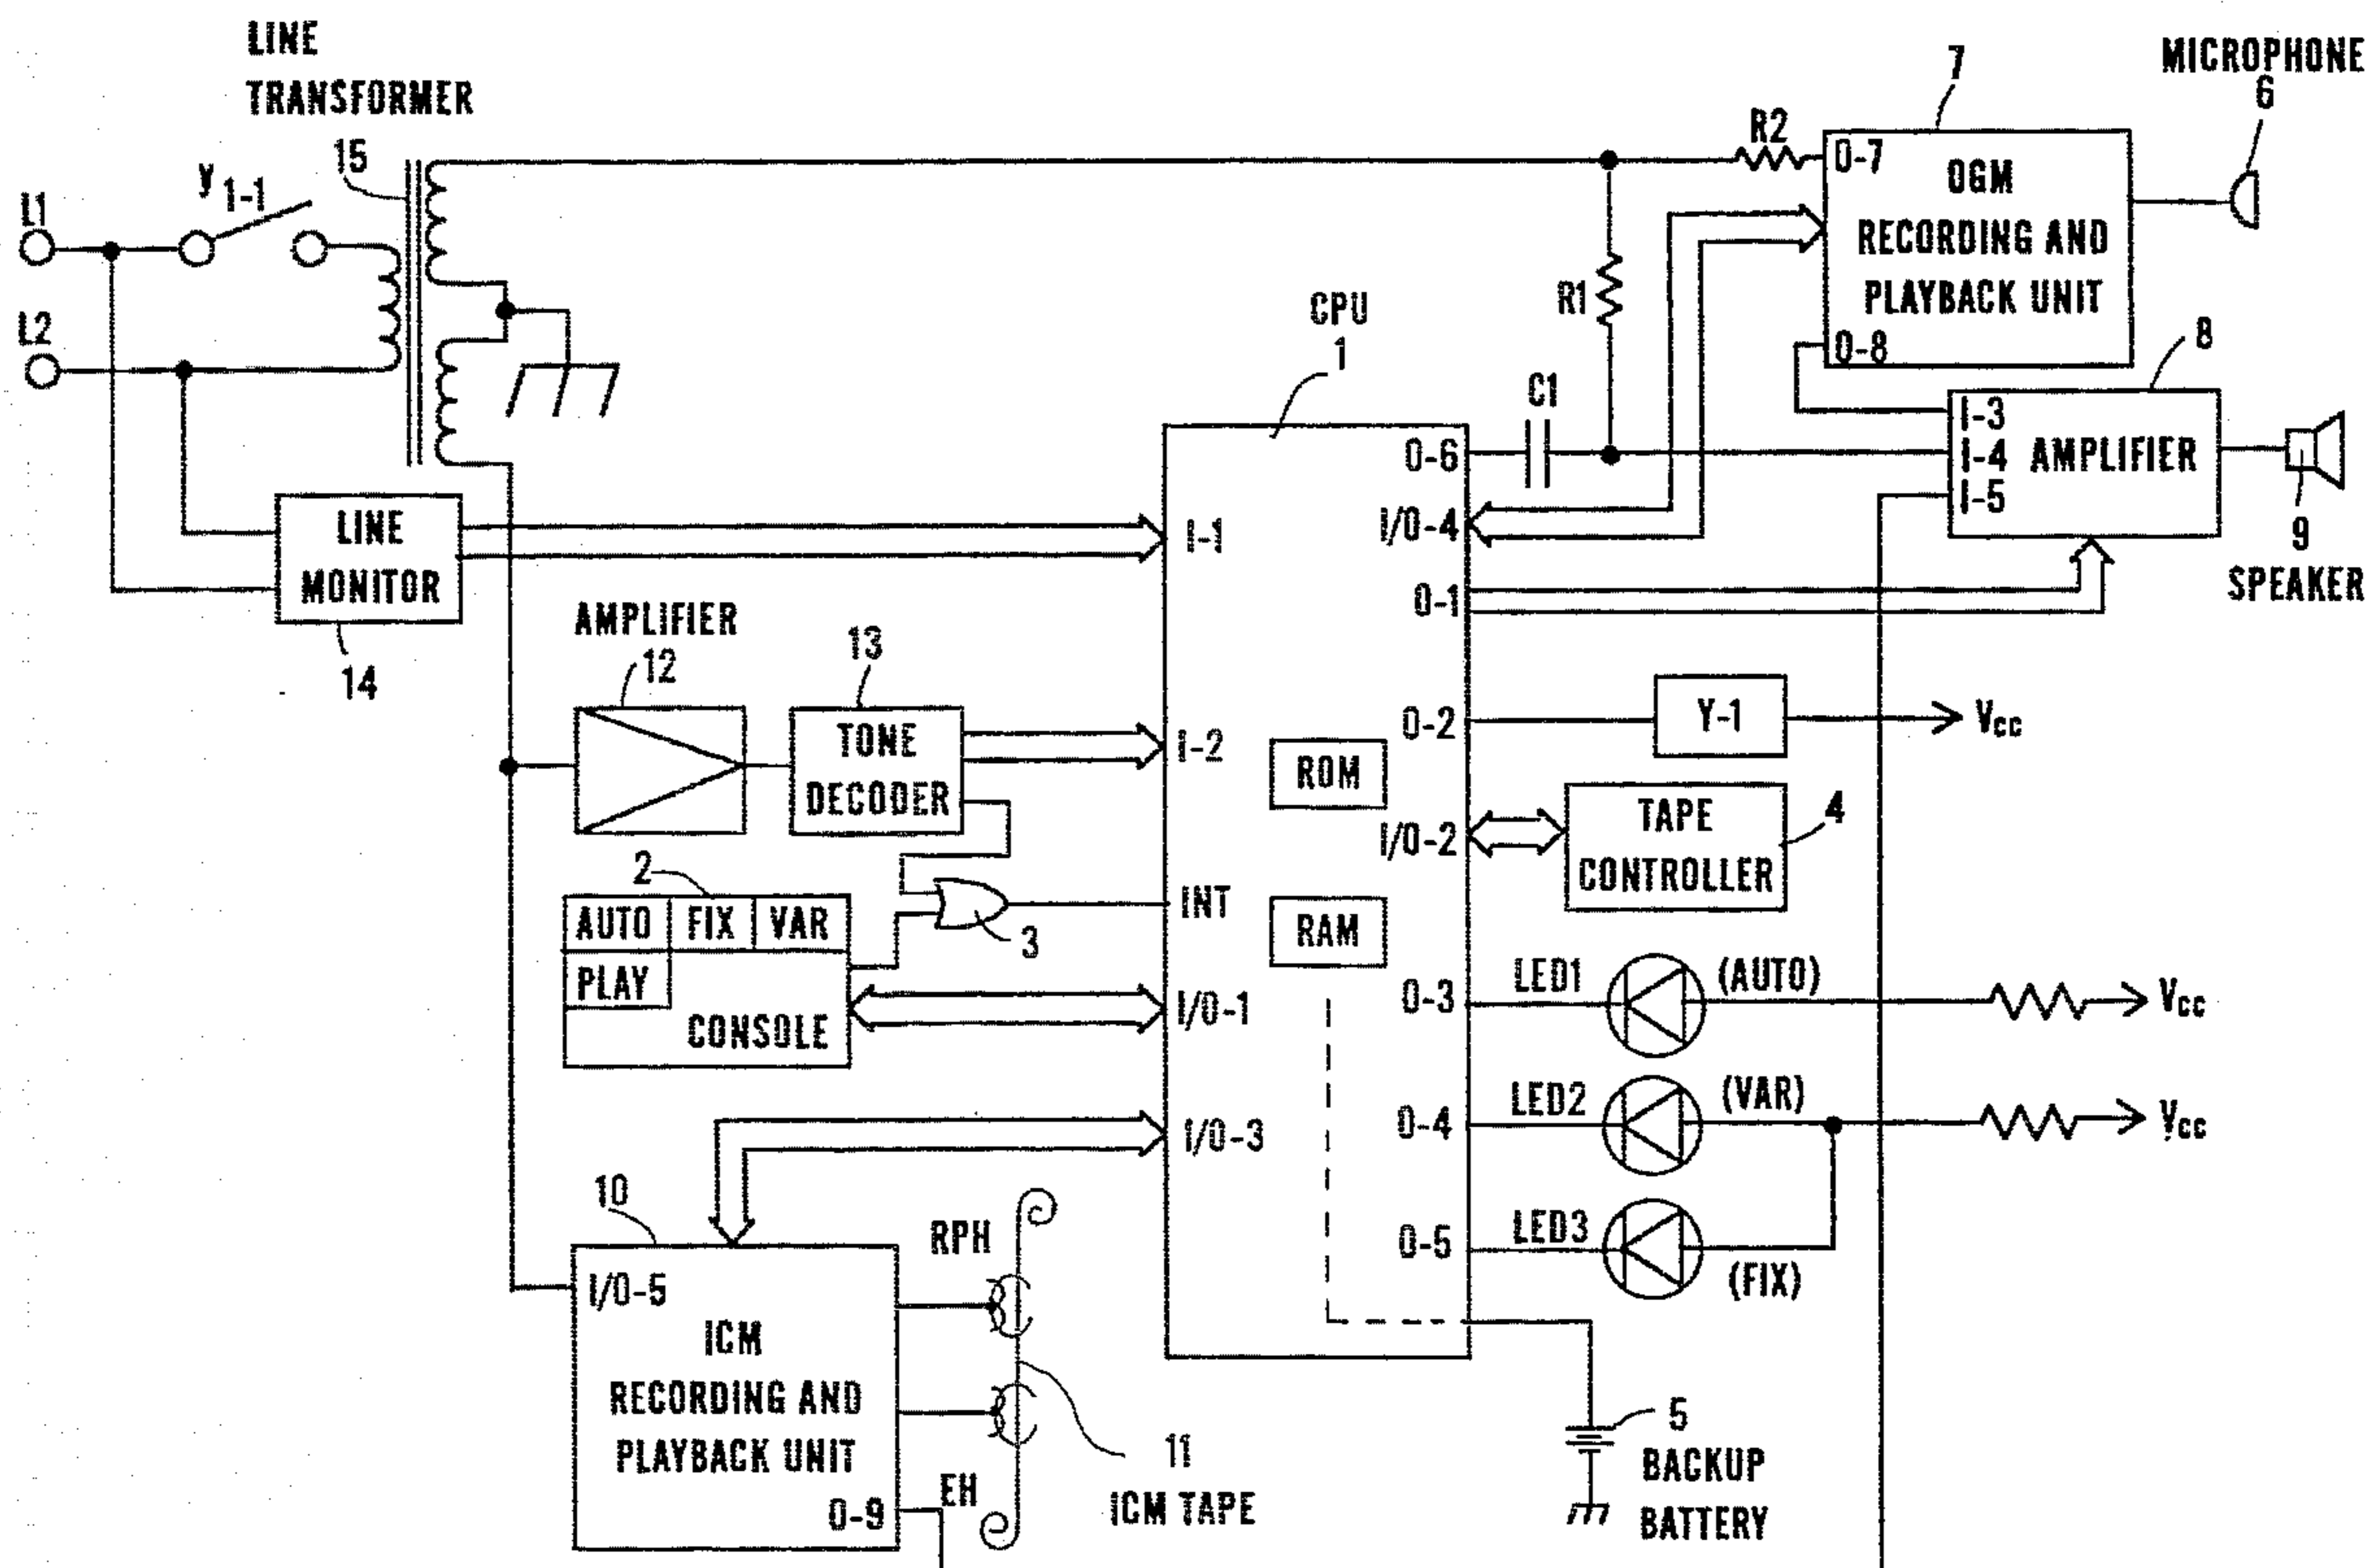 LINE
TRANSFORMER
15
y1-1
L1
L2
LINE
MONITOR
14
AMPLIFIER
12
13
TONE
DECODER
2
AUTO FIX VAR
PLAY
CONSOLE
3
10
I/O-5
ICM
RECORDING AND
PLAYBACK UNIT
O-9
RPH
EH
11
ICM TAPE
CPU
1
I-1
I-2
INT
I/O-1
I/O-3
ROM
RAM
O-6
I/O-4
O-1
O-2
I/O-2
O-3
O-4
O-5
C1
R1
R2
7
O-7
OGM
RECORDING AND
PLAYBACK UNIT
O-8
MICROPHONE
6
8
I-3
I-4 AMPLIFIER
I-5
9
SPEAKER
Y-1
Vcc
TAPE
CONTROLLER
4
LED1
(AUTO)
Vcc
LED2
(VAR)
Vcc
LED3
(FIX)
5
BACKUP
BATTERY